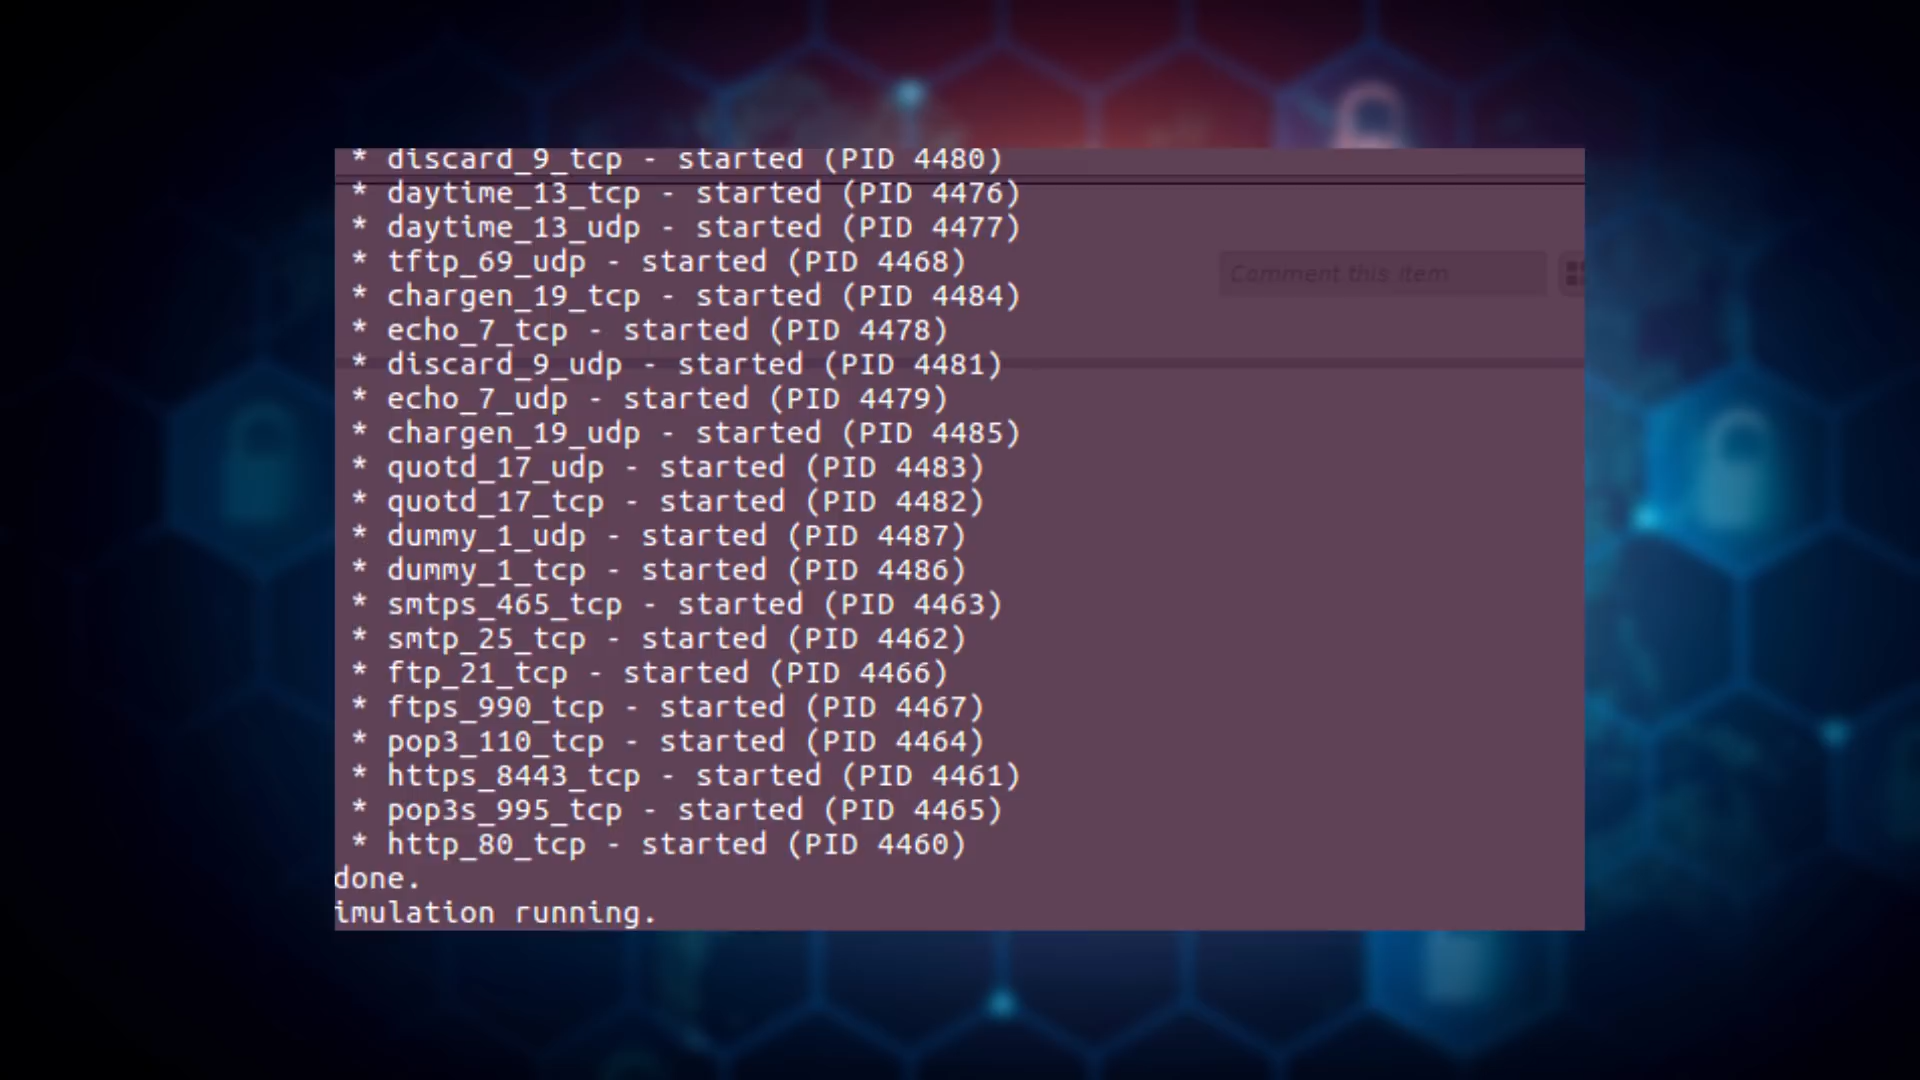 * discard_9_tcp - started (PID 4480)
* daytime_13_tcp - started (PID 4476)
* daytime_13_udp - started (PID 4477)
* tftp_69_udp - started (PID 4468)
Comment this item
* chargen_19_tcp - started (PID 4484)
* echo_7_tcp - started (PID 4478)
* discard_9_udp - started (PID 4481)
* echo_7_udp - started (PID 4479)
* chargen_19_udp - started (PID 4485)
* quotd_17_udp - started (PID 4483)
* quotd_17_tcp - started (PID 4482)
* dummy_1_udp - started (PID 4487)
* dummy_1_tcp - started (PID 4486)
* smtps_465_tcp - started (PID 4463)
* smtp_25_tcp - started (PID 4462)
* ftp_21_tcp - started (PID 4466)
* ftps_990_tcp - started (PID 4467)
* pop3_110_tcp - started (PID 4464)
* https_8443_tcp - started (PID 4461)
* pop3s_995_tcp - started (PID 4465)
* http_80_tcp - started (PID 4460)
done.
imulation running.